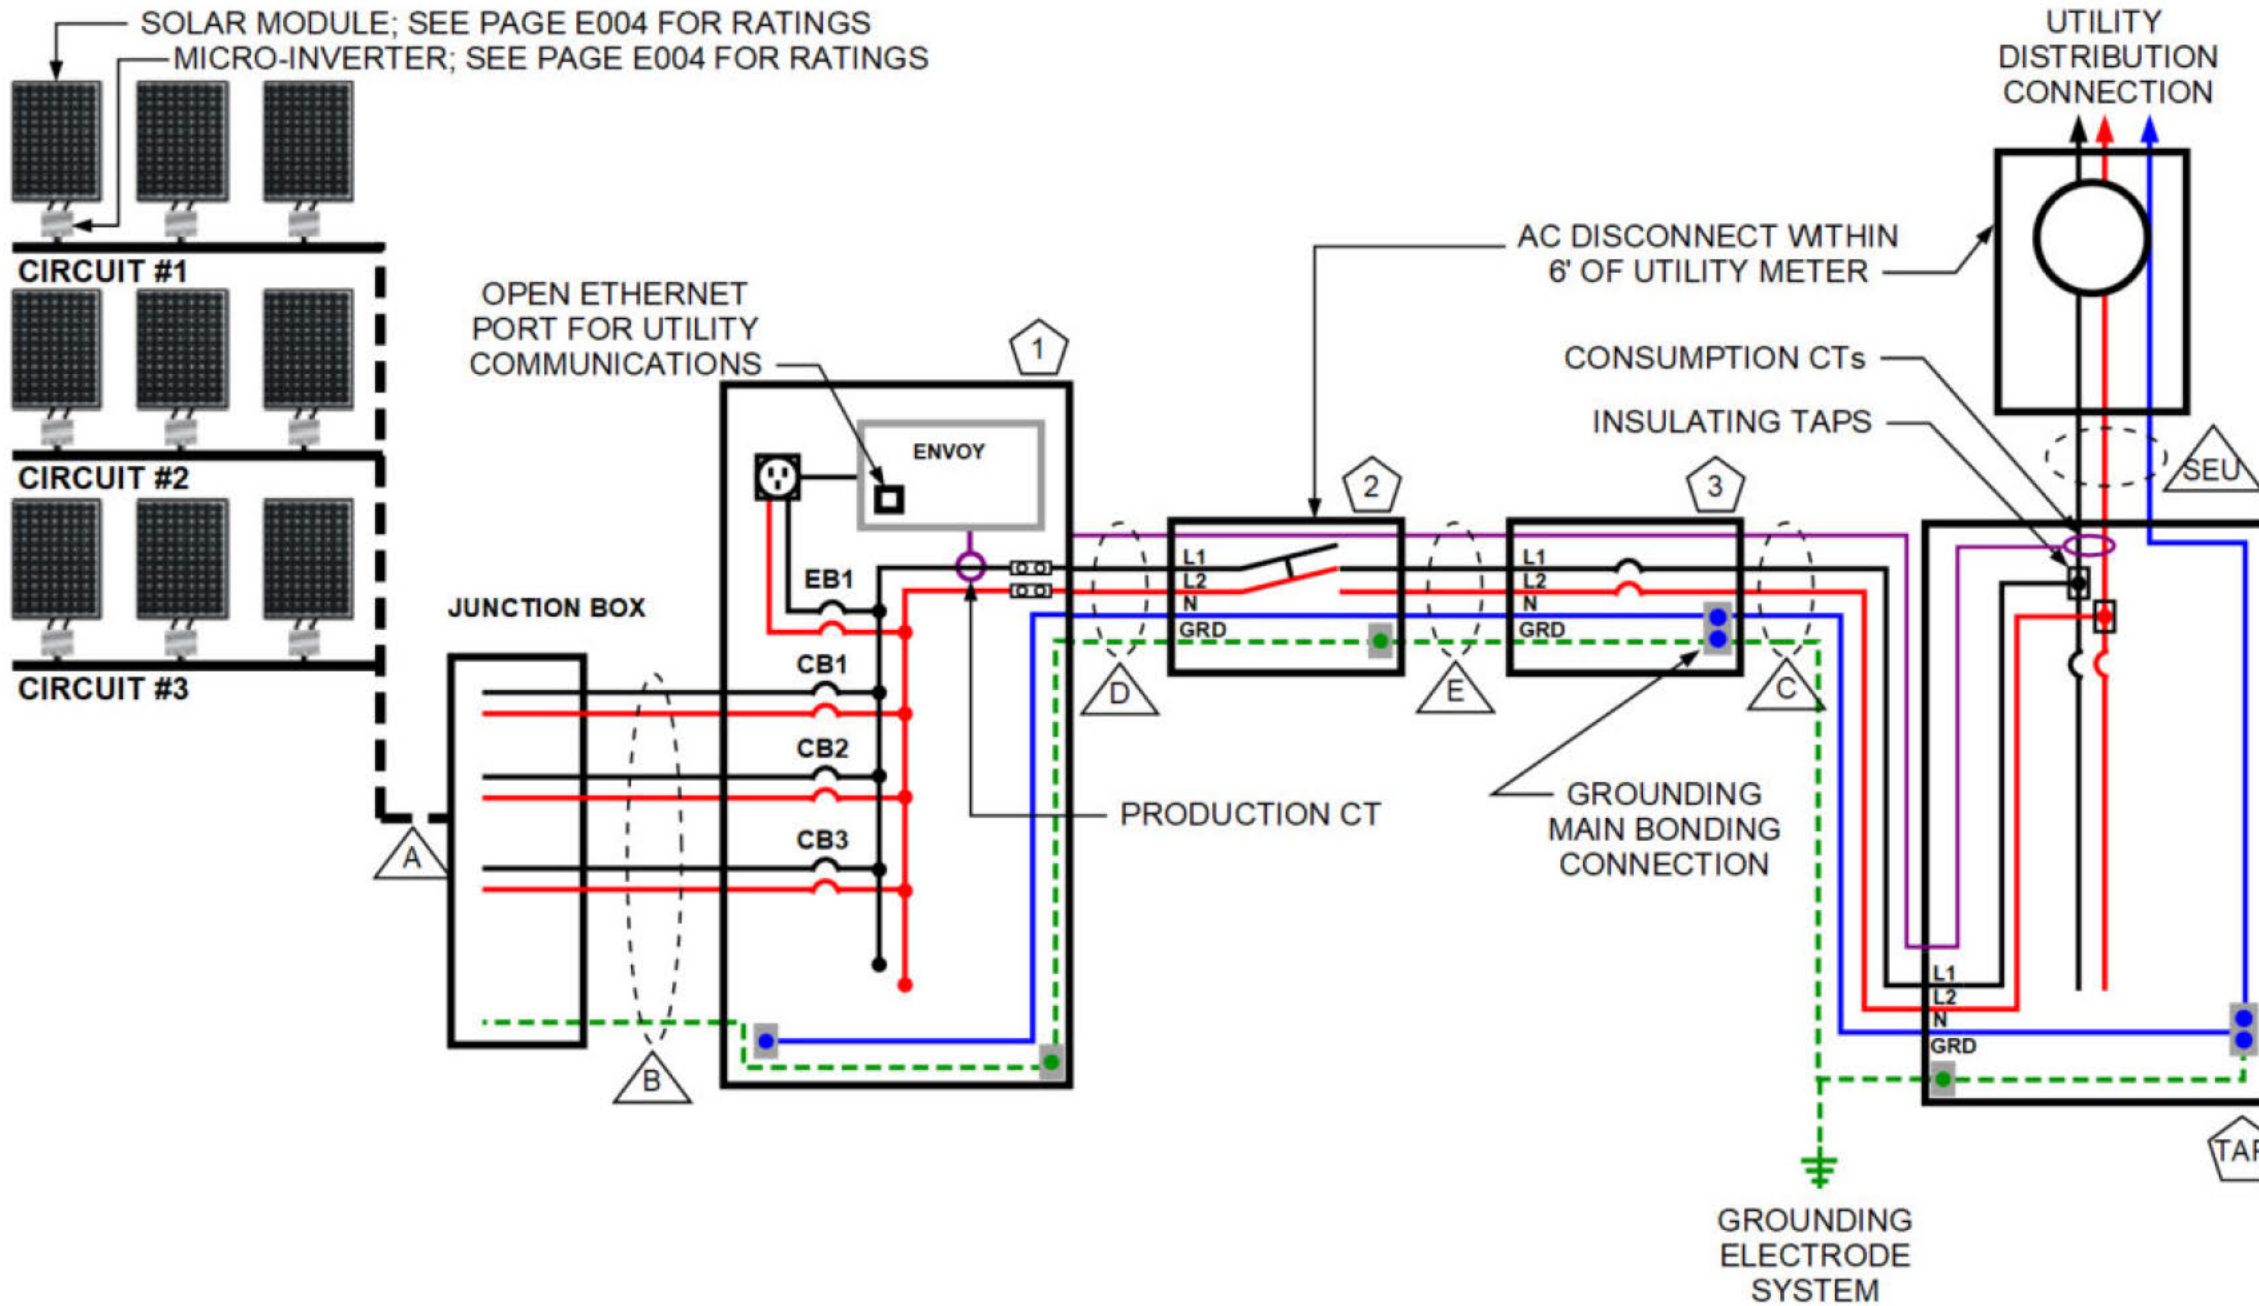 SOLAR MODULE; SEE PAGE E004 FOR RATINGS
MICRO-INVERTER; SEE PAGE E004 FOR RATINGS
UTILITY
DISTRIBUTION
CONNECTION
CIRCUIT #1
CIRCUIT #2
CIRCUIT #3
OPEN ETHERNET
PORT FOR UTILITY
COMMUNICATIONS
1
ENVOY
AC DISCONNECT WITHIN
6' OF UTILITY METER
CONSUMPTION CTs
INSULATING TAPS
SEU
2
3
JUNCTION BOX
EB1
CB1
CB2
CB3
L1
L2
N
GRD
L1
L2
N
GRD
A
B
D
E
C
PRODUCTION CT
GROUNDING
MAIN BONDING
CONNECTION
L1
L2
N
GRD
GROUNDING
ELECTRODE
SYSTEM